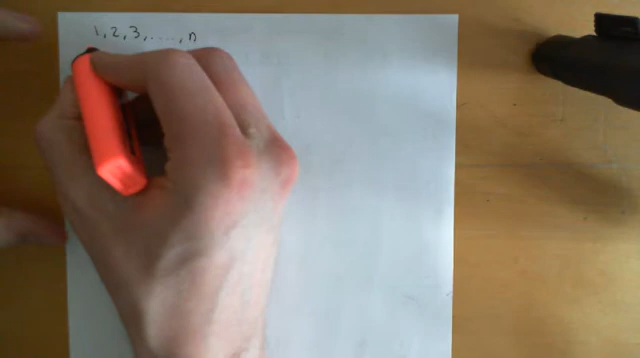 1, 2, 3, ...., n